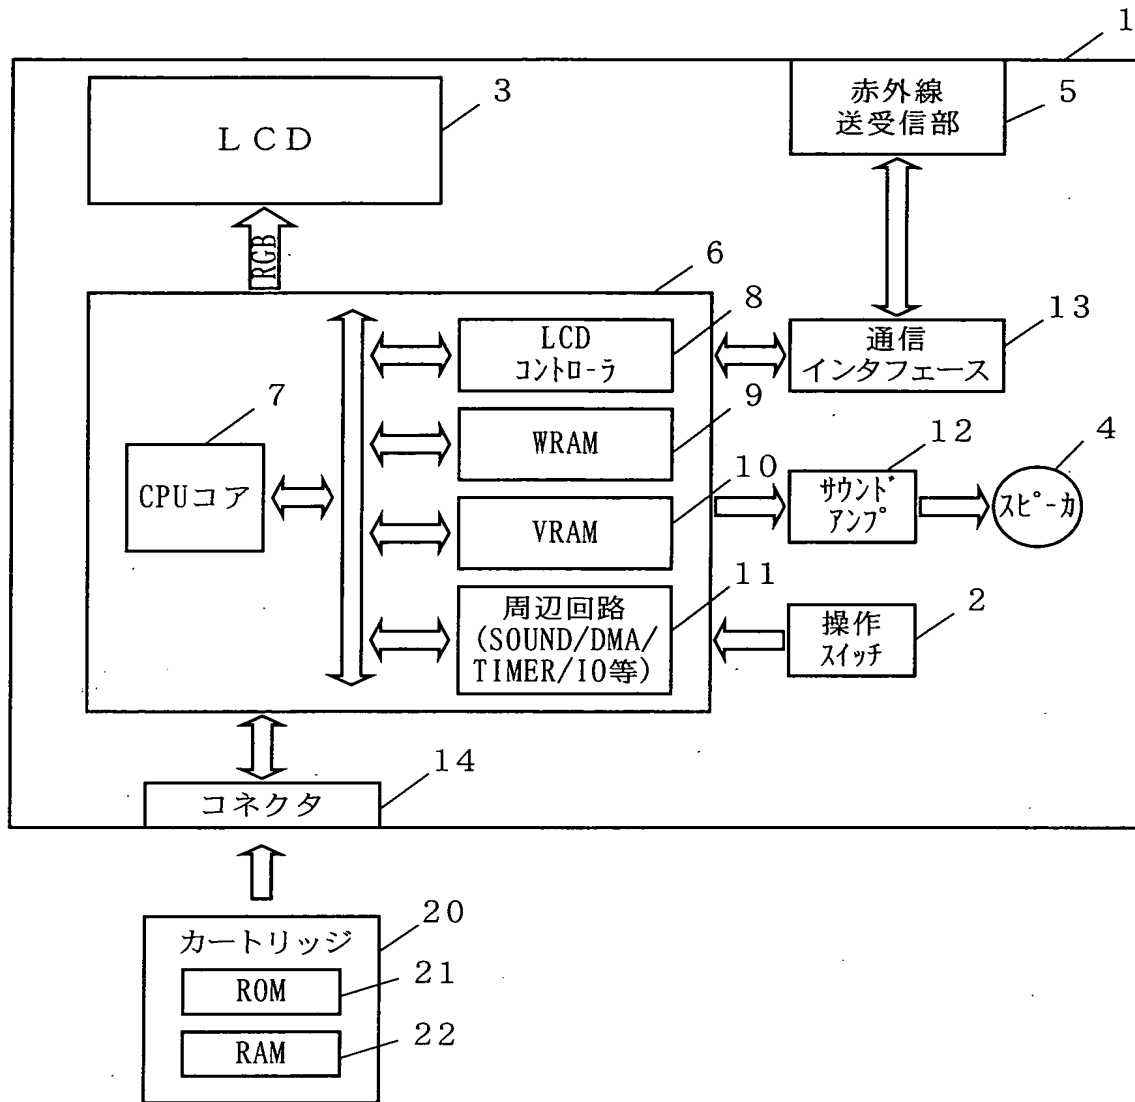 1
LCD
3
赤外線
送受信部
5
RGB
6
LCD
コントローラ
8
通信
インタフェース
13
7
CPUコア
WRAM
9
VRAM
10
サウンド
アンプ
12
スピーカ
4
周辺回路
(SOUND/DMA/
TIMER/IO等)
11
操作
スイッチ
2
コネクタ
14
カートリッジ
20
ROM
21
RAM
22